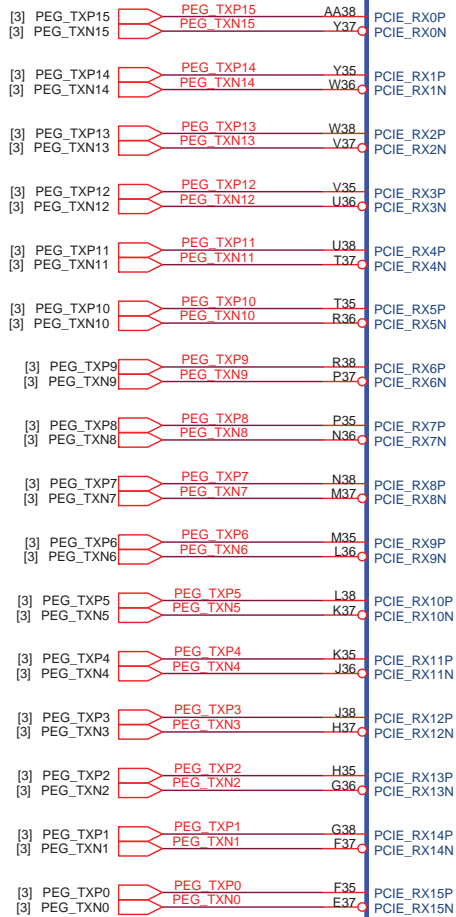 [3] PEG_TXP15 PEG_TXP15 AA38 PCIE_RX0P
[3] PEG_TXN15 PEG_TXN15 Y37 PCIE_RX0N
[3] PEG_TXP14 PEG_TXP14 Y35 PCIE_RX1P
[3] PEG_TXN14 PEG_TXN14 W36 PCIE_RX1N
[3] PEG_TXP13 PEG_TXP13 W38 PCIE_RX2P
[3] PEG_TXN13 PEG_TXN13 V37 PCIE_RX2N
[3] PEG_TXP12 PEG_TXP12 V35 PCIE_RX3P
[3] PEG_TXN12 PEG_TXN12 U36 PCIE_RX3N
[3] PEG_TXP11 PEG_TXP11 U38 PCIE_RX4P
[3] PEG_TXN11 PEG_TXN11 T37 PCIE_RX4N
[3] PEG_TXP10 PEG_TXP10 T35 PCIE_RX5P
[3] PEG_TXN10 PEG_TXN10 R36 PCIE_RX5N
[3] PEG_TXP9 PEG_TXP9 R38 PCIE_RX6P
[3] PEG_TXN9 PEG_TXN9 P37 PCIE_RX6N
[3] PEG_TXP8 PEG_TXP8 P35 PCIE_RX7P
[3] PEG_TXN8 PEG_TXN8 N36 PCIE_RX7N
[3] PEG_TXP7 PEG_TXP7 N38 PCIE_RX8P
[3] PEG_TXN7 PEG_TXN7 M37 PCIE_RX8N
[3] PEG_TXP6 PEG_TXP6 M35 PCIE_RX9P
[3] PEG_TXN6 PEG_TXN6 L36 PCIE_RX9N
[3] PEG_TXP5 PEG_TXP5 L38 PCIE_RX10P
[3] PEG_TXN5 PEG_TXN5 K37 PCIE_RX10N
[3] PEG_TXP4 PEG_TXP4 K35 PCIE_RX11P
[3] PEG_TXN4 PEG_TXN4 J36 PCIE_RX11N
[3] PEG_TXP3 PEG_TXP3 J38 PCIE_RX12P
[3] PEG_TXN3 PEG_TXN3 H37 PCIE_RX12N
[3] PEG_TXP2 PEG_TXP2 H35 PCIE_RX13P
[3] PEG_TXN2 PEG_TXN2 G36 PCIE_RX13N
[3] PEG_TXP1 PEG_TXP1 G38 PCIE_RX14P
[3] PEG_TXN1 PEG_TXN1 F37 PCIE_RX14N
[3] PEG_TXP0 PEG_TXP0 F35 PCIE_RX15P
[3] PEG_TXN0 PEG_TXN0 E37 PCIE_RX15N